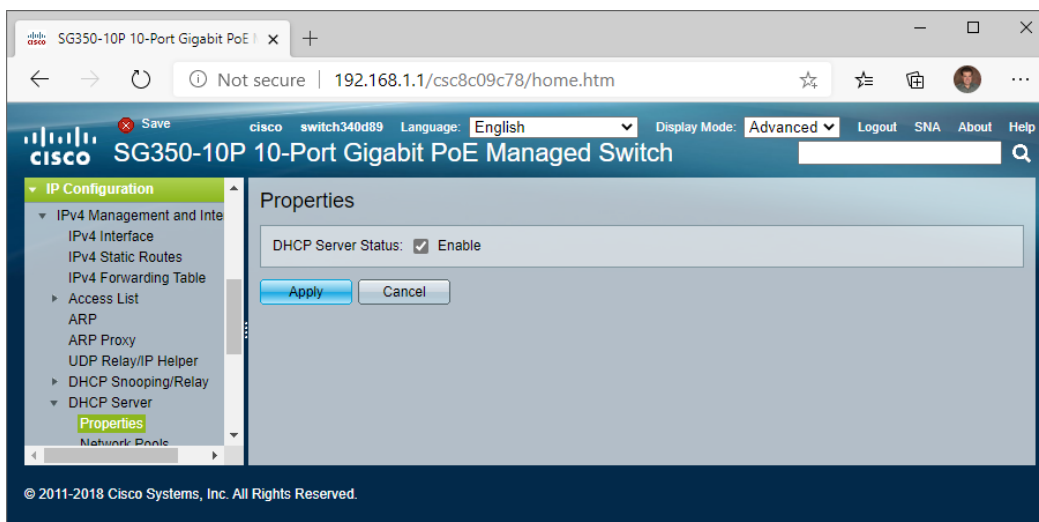 SG350-10P 10-Port Gigabit PoE
Not secure | 192.168.1.1/csc8c09c78/home.htm
Save cisco switch340d89 Language: English Display Mode: Advanced Logout SNA About Help
CISCO SG350-10P 10-Port Gigabit PoE Managed Switch
IP Configuration
IPv4 Management and Inte
IPv4 Interface
IPv4 Static Routes
IPv4 Forwarding Table
Access List
ARP
ARP Proxy
UDP Relay/IP Helper
DHCP Snooping/Relay
DHCP Server
Properties
Network Pools
Properties
DHCP Server Status: Enable
Apply Cancel
© 2011-2018 Cisco Systems, Inc. All Rights Reserved.